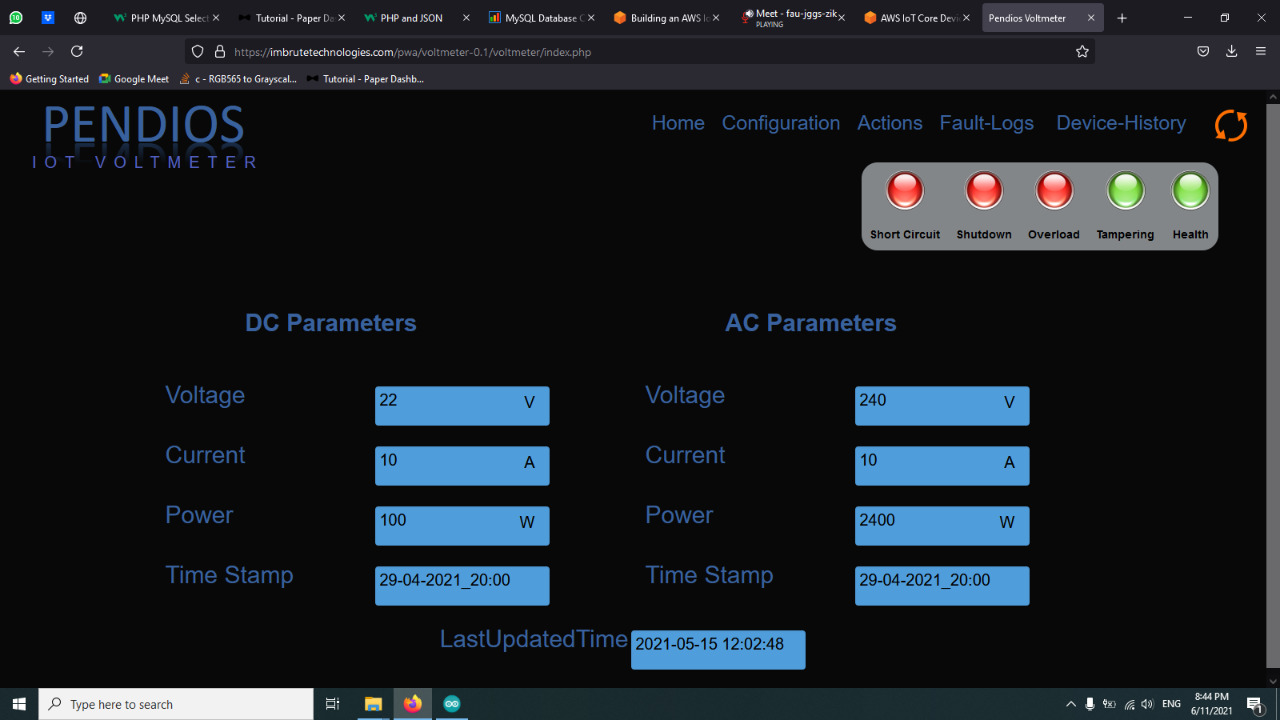 PHP MySQL Select
Tutorial - Paper Da
PHP and JSON
MySQL Database C
Building an AWS Io
Meet - fau-jggs-zik
PLAYING
AWS IoT Core Devi
Pendios Voltmeter
https://imbrutetechnologies.com/pwa/voltmeter-0.1/voltmeter/index.php
Getting Started
Google Meet
c - RGB565 to Grayscal...
Tutorial - Paper Dashb...
PENDIOS
IOT VOLTMETER
Home Configuration Actions Fault-Logs Device-History
Short Circuit Shutdown Overload Tampering Health
DC Parameters
Voltage 22 V
Current 10 A
Power 100 W
Time Stamp 29-04-2021_20:00
AC Parameters
Voltage 240 V
Current 10 A
Power 2400 W
Time Stamp 29-04-2021_20:00
LastUpdatedTime 2021-05-15 12:02:48
Type here to search
ENG
8:44 PM
6/11/2021
1